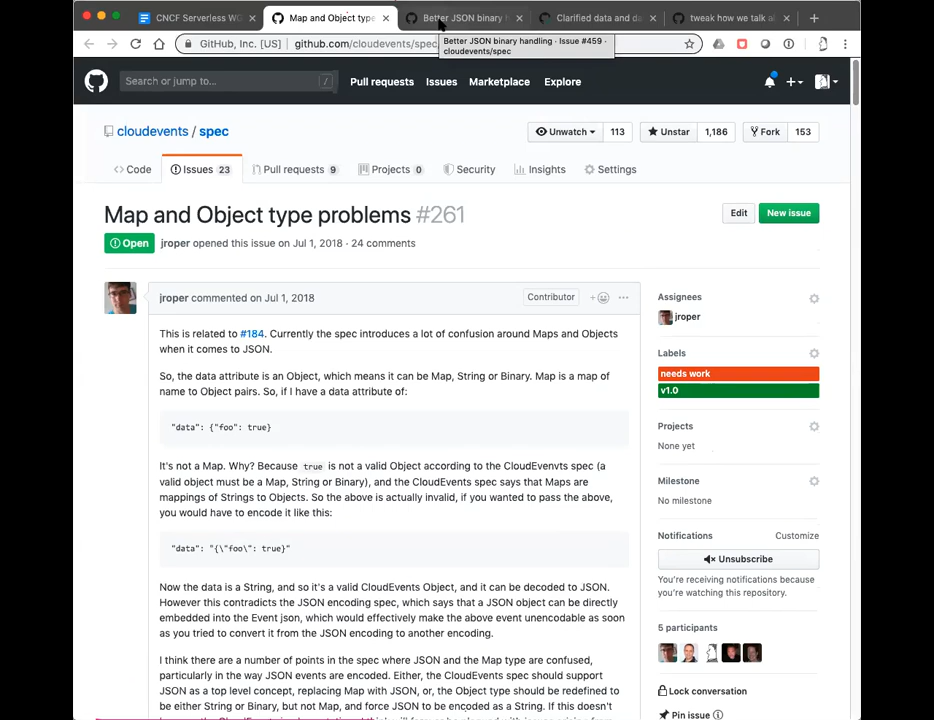 CNCF Serverless WG
Map and Object type
Better JSON binary
Clarified data and da
tweak how we talk a
GitHub, Inc. [US]
github.com/cloudevents/spec
Better JSON binary handling · Issue #459 ·
cloudevents/spec
Search or jump to...
/
Pull requests
Issues
Marketplace
Explore
cloudevents / spec
Unwatch
113
Unstar
1,186
Fork
153
Code
Issues 23
Pull requests 9
Projects 0
Security
Insights
Settings
Map and Object type problems #261
Edit
New issue
Open
jroper opened this issue on Jul 1, 2018 · 24 comments
jroper commented on Jul 1, 2018
Contributor
This is related to #184. Currently the spec introduces a lot of confusion around Maps and Objects
when it comes to JSON.
So, the data attribute is an Object, which means it can be Map, String or Binary. Map is a map of
name to Object pairs. So, if I have a data attribute of:
"data": {"foo": true}
It's not a Map. Why? Because true is not a valid Object according to the CloudEvenvts spec (a
valid object must be a Map, String or Binary), and the CloudEvents spec says that Maps are
mappings of Strings to Objects. So the above is actually invalid, if you wanted to pass the above,
you would have to encode it like this:
"data": "{\"foo\": true}"
Now the data is a String, and so it's a valid CloudEvents Object, and it can be decoded to JSON.
However this contradicts the JSON encoding spec, which says that a JSON object can be directly
embedded into the Event json, which would effectively make the above event unencodable as soon
as you tried to convert it from the JSON encoding to another encoding.
I think there are a number of points in the spec where JSON and the Map type are confused,
particularly in the way JSON events are encoded. Either, the CloudEvents spec should support
JSON as a top level concept, replacing Map with JSON, or, the Object type should be redefined to
be either String or Binary, but not Map, and force JSON to be encoded as a String. If this doesn't
Assignees
jroper
Labels
needs work
v1.0
Projects
None yet
Milestone
No milestone
Notifications
Customize
Unsubscribe
You're receiving notifications because
you're watching this repository.
5 participants
Lock conversation
Pin issue